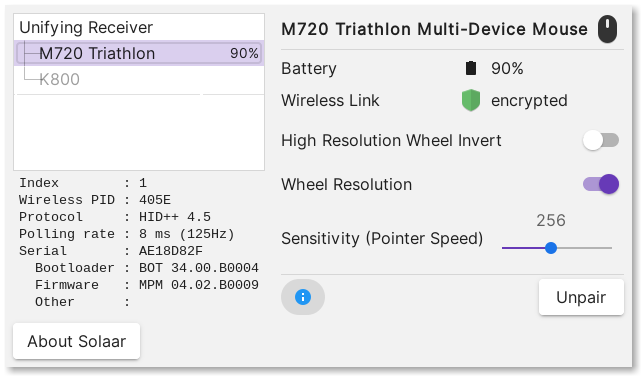 Unifying Receiver
M720 Triathlon 90%
K800
Index : 1
Wireless PID : 405E
Protocol : HID++ 4.5
Polling rate : 8 ms (125Hz)
Serial : AE18D82F
Bootloader : BOT 34.00.B0004
Firmware : MPM 04.02.B0009
Other :
About Solaar
M720 Triathlon Multi-Device Mouse
Battery 90%
Wireless Link encrypted
High Resolution Wheel Invert
Wheel Resolution
256
Sensitivity (Pointer Speed)
Unpair